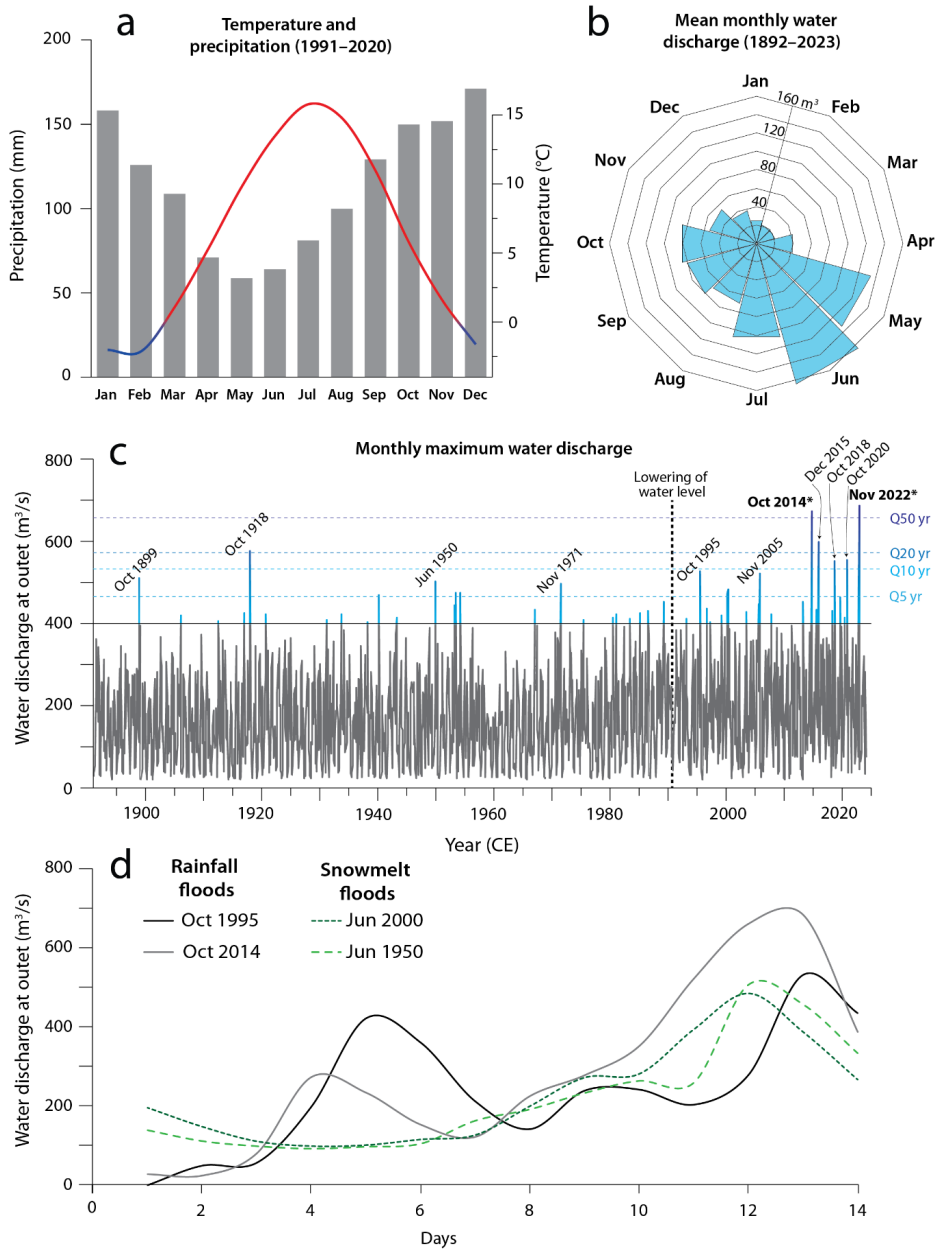 a
Temperature and
precipitation (1991–2020)
Precipitation (mm)
200
150
100
50
0
15
10
5
0
Temperature (°C)
Jan Feb Mar Apr May Jun Jul Aug Sep Oct Nov Dec
b
Mean monthly water
discharge (1892–2023)
Jan
Feb
Mar
Apr
May
Jun
Jul
Aug
Sep
Oct
Nov
Dec
160 m³
120
80
40
c
Monthly maximum water discharge
Water discharge at outet (m³/s)
800
600
400
200
0
Oct 1899
Oct 1918
Jun 1950
Nov 1971
Lowering of
water level
Oct 1995
Nov 2005
Oct 2014*
Dec 2015
Oct 2018
Oct 2020
Nov 2022*
Q50 yr
Q20 yr
Q10 yr
Q5 yr
1900 1920 1940 1960 1980 2000 2020
Year (CE)
d
Water discharge at outet (m³/s)
800
600
400
200
0
Rainfall
floods
Oct 1995
Oct 2014
Snowmelt
floods
Jun 2000
Jun 1950
0 2 4 6 8 10 12 14
Days